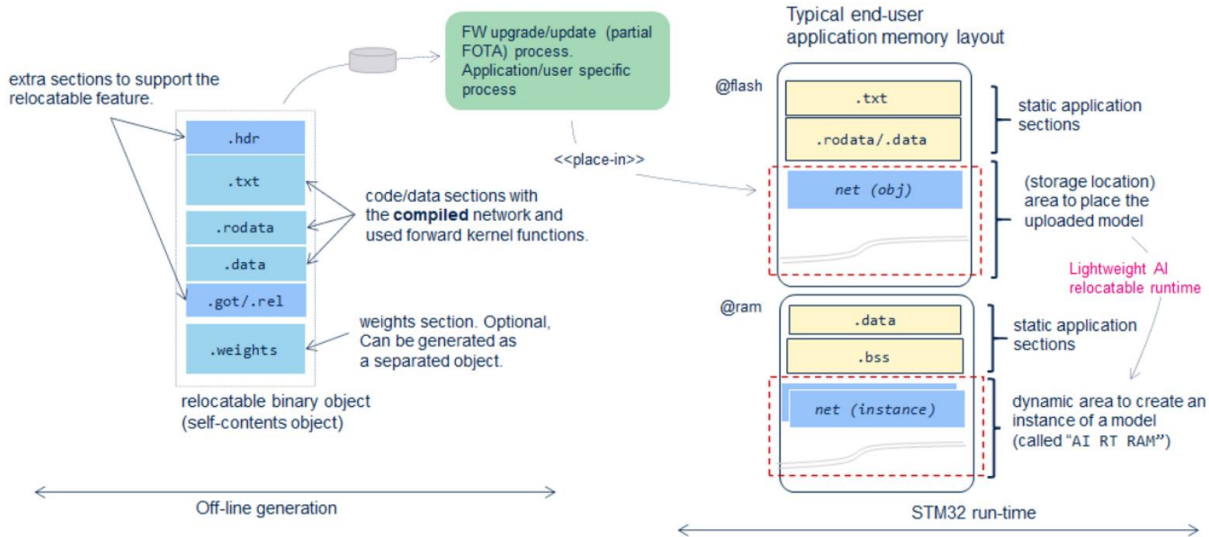 extra sections to support the
relocatable feature.
.hdr
.txt
.rodata
.data
.got/.rel
.weights
code/data sections with
the compiled network and
used forward kernel functions.
weights section. Optional,
Can be generated as
a separated object.
relocatable binary object
(self-contents object)
Off-line generation
FW upgrade/update (partial
FOTA) process.
Application/user specific
process
<<place-in>>
Typical end-user
application memory layout
@flash
.txt
.rodata/.data
net (obj)
static application
sections
(storage location)
area to place the
uploaded model
Lightweight AI
relocatable runtime
@ram
.data
.bss
net (instance)
static application
sections
dynamic area to create an
instance of a model
(called “AI RT RAM”)
STM32 run-time